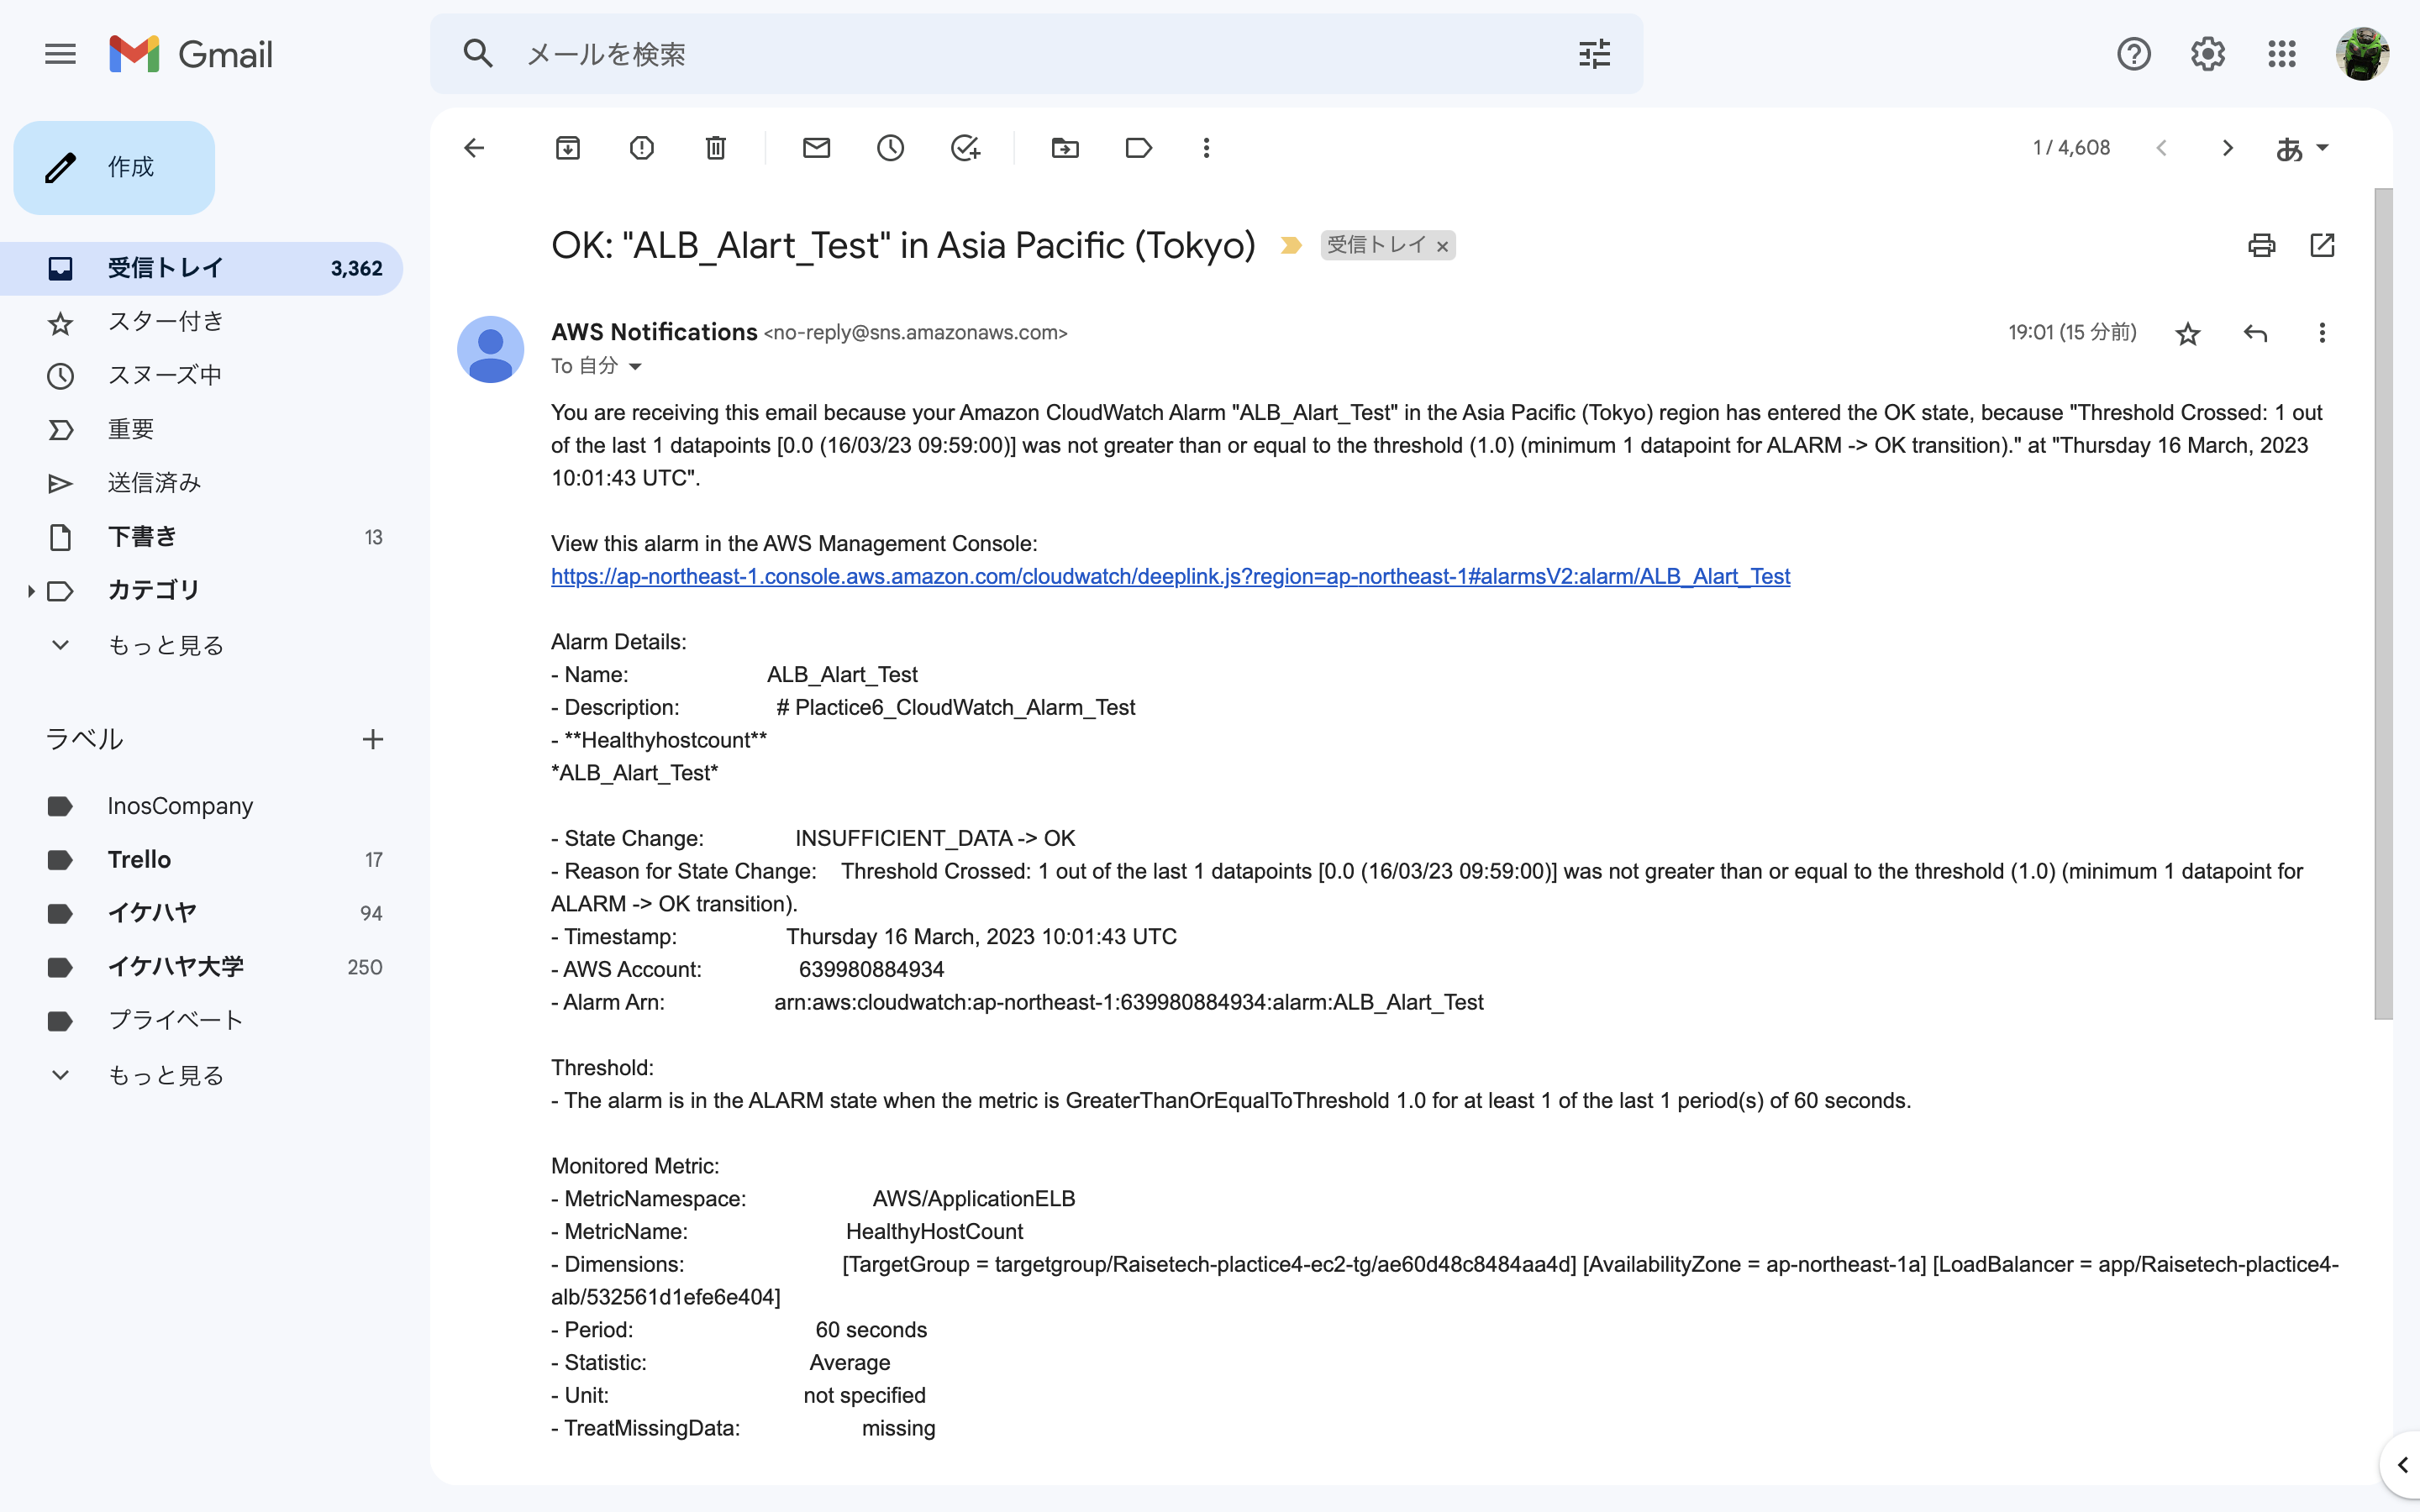 Gmail
メールを検索
作成
1 / 4,608
あ
受信トレイ 3,362
スター付き
スヌーズ中
重要
送信済み
下書き 13
カテゴリ
もっと見る
ラベル
InosCompany
Trello 17
イケハヤ 94
イケハヤ大学 250
プライベート
もっと見る
OK: "ALB_Alart_Test" in Asia Pacific (Tokyo) 受信トレイ ×
AWS Notifications <no-reply@sns.amazonaws.com> 19:01 (15 分前)
To 自分
You are receiving this email because your Amazon CloudWatch Alarm "ALB_Alart_Test" in the Asia Pacific (Tokyo) region has entered the OK state, because "Threshold Crossed: 1 out
of the last 1 datapoints [0.0 (16/03/23 09:59:00)] was not greater than or equal to the threshold (1.0) (minimum 1 datapoint for ALARM -> OK transition)." at "Thursday 16 March, 2023
10:01:43 UTC".
View this alarm in the AWS Management Console:
https://ap-northeast-1.console.aws.amazon.com/cloudwatch/deeplink.js?region=ap-northeast-1#alarmsV2:alarm/ALB_Alart_Test
Alarm Details:
- Name: ALB_Alart_Test
- Description: # Plactice6_CloudWatch_Alarm_Test
- **Healthyhostcount**
*ALB_Alart_Test*
- State Change: INSUFFICIENT_DATA -> OK
- Reason for State Change: Threshold Crossed: 1 out of the last 1 datapoints [0.0 (16/03/23 09:59:00)] was not greater than or equal to the threshold (1.0) (minimum 1 datapoint for
ALARM -> OK transition).
- Timestamp: Thursday 16 March, 2023 10:01:43 UTC
- AWS Account: 639980884934
- Alarm Arn: arn:aws:cloudwatch:ap-northeast-1:639980884934:alarm:ALB_Alart_Test
Threshold:
- The alarm is in the ALARM state when the metric is GreaterThanOrEqualToThreshold 1.0 for at least 1 of the last 1 period(s) of 60 seconds.
Monitored Metric:
- MetricNamespace: AWS/ApplicationELB
- MetricName: HealthyHostCount
- Dimensions: [TargetGroup = targetgroup/Raisetech-plactice4-ec2-tg/ae60d48c8484aa4d] [AvailabilityZone = ap-northeast-1a] [LoadBalancer = app/Raisetech-plactice4-
alb/532561d1efe6e404]
- Period: 60 seconds
- Statistic: Average
- Unit: not specified
- TreatMissingData: missing